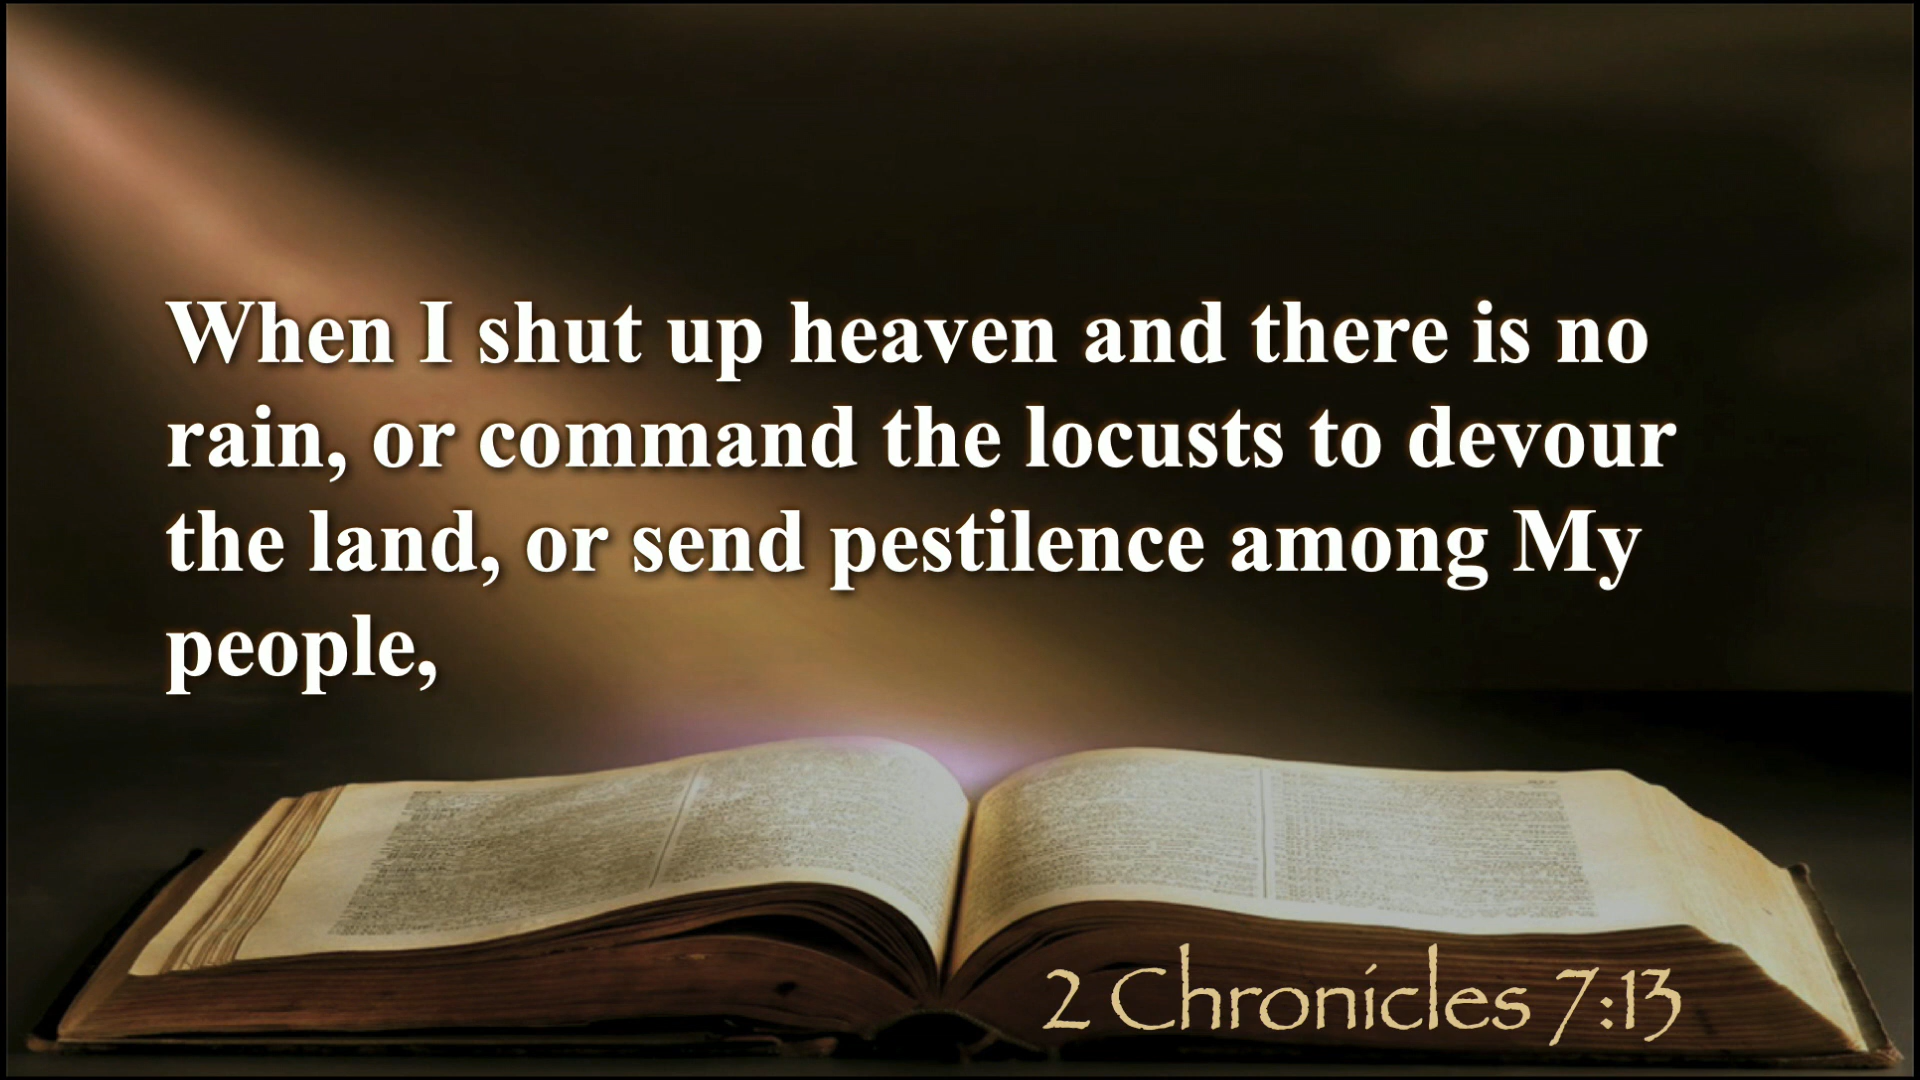 When I shut up heaven and there is no
rain, or command the locusts to devour
the land, or send pestilence among My
people,
2 Chronicles 7:13